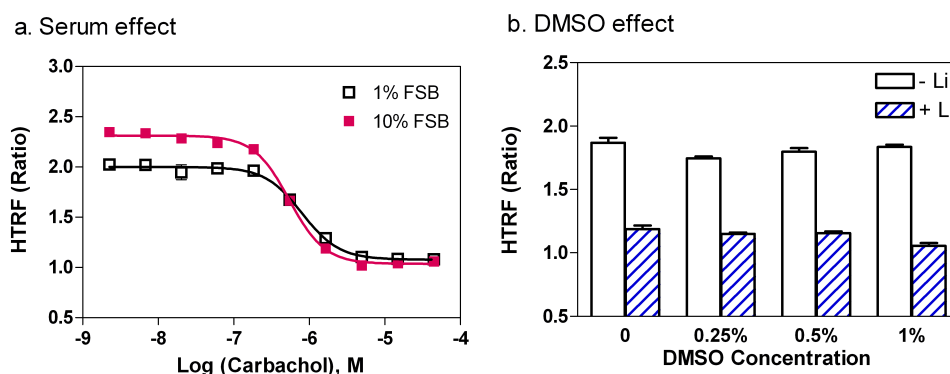 a. Serum effect
3.0
2.5
2.0
1.5
1.0
0.5
HTRF (Ratio)
1% FSB
10% FSB
-9 -8 -7 -6 -5 -4
Log (Carbachol), M
b. DMSO effect
2.5
2.0
1.5
1.0
0.5
HTRF (Ratio)
- Li
+ L
0 0.25% 0.5% 1%
DMSO Concentration